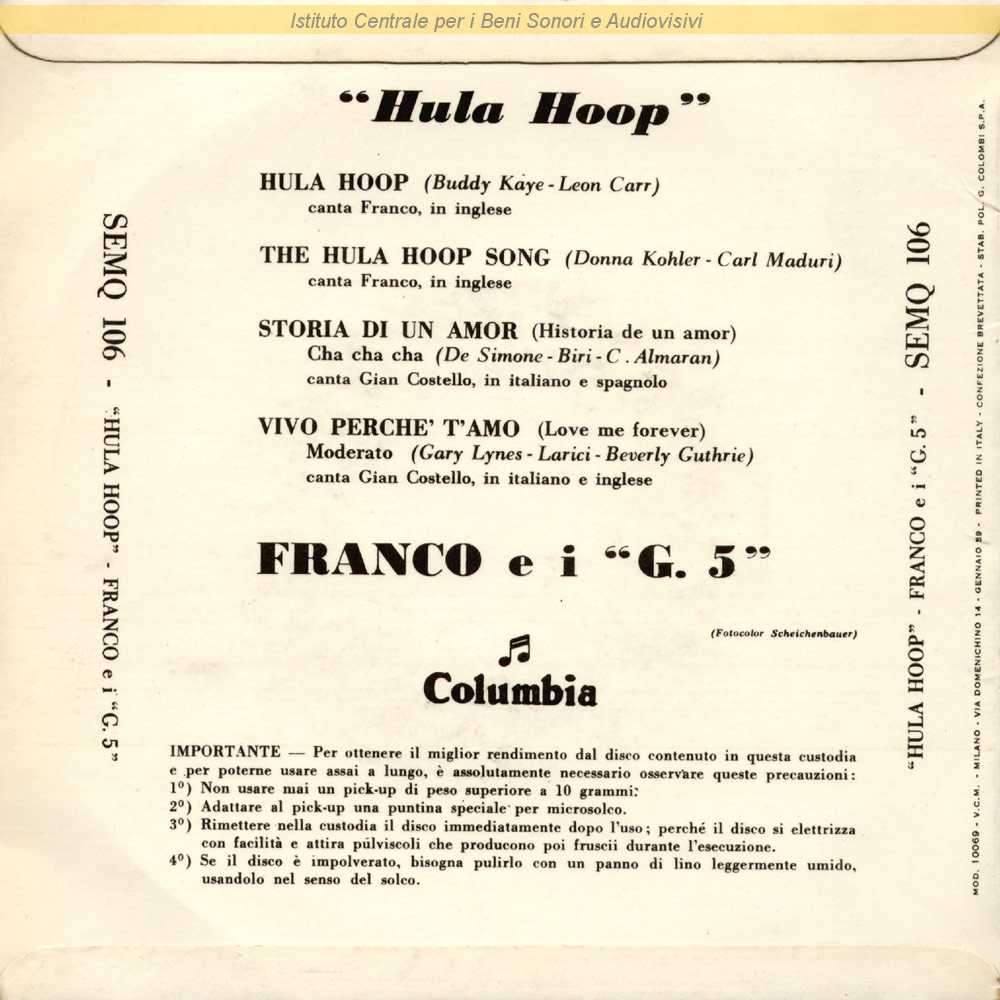 Istituto Centrale per i Beni Sonori e Audiovisivi
“Hula Hoop”
HULA HOOP (Buddy Kaye - Leon Carr)
canta Franco, in inglese
THE HULA HOOP SONG (Donna Kohler - Carl Maduri)
canta Franco, in inglese
STORIA DI UN AMOR (Historia de un amor)
Cha cha cha (De Simone - Biri - C. Almaran)
canta Gian Costello, in italiano e spagnolo
VIVO PERCHE’ T’AMO (Love me forever)
Moderato (Gary Lynes - Larici - Beverly Guthrie)
canta Gian Costello, in italiano e inglese
FRANCO e i “G. 5”
(Fotocolor Scheichenbauer)
Columbia
IMPORTANTE — Per ottenere il miglior rendimento dal disco contenuto in questa custodia
e per poterne usare assai a lungo, è assolutamente necessario osservare queste precauzioni:
1º) Non usare mai un pick-up di peso superiore a 10 grammi;
2º) Adattare al pick-up una puntina speciale per microsolco.
3º) Rimettere nella custodia il disco immediatamente dopo l’uso; perché il disco si elettrizza
con facilità e attira pulviscoli che producono poi fruscii durante l’esecuzione.
4º) Se il disco è impolverato, bisogna pulirlo con un panno di lino leggermente umido,
usandolo nel senso del solco.
SEMQ 106 - “HULA HOOP” - FRANCO e i “G. 5”
“HULA HOOP” - FRANCO e i “G. 5” - SEMQ 106
MOD. 10069 - V.C.M. - MILANO - VIA DOMENICHINO 14 - GENNAIO 59 - PRINTED IN ITALY - CONFEZIONE BREVETTATA - STAB. POL. G. COLOMBI S.P.A.